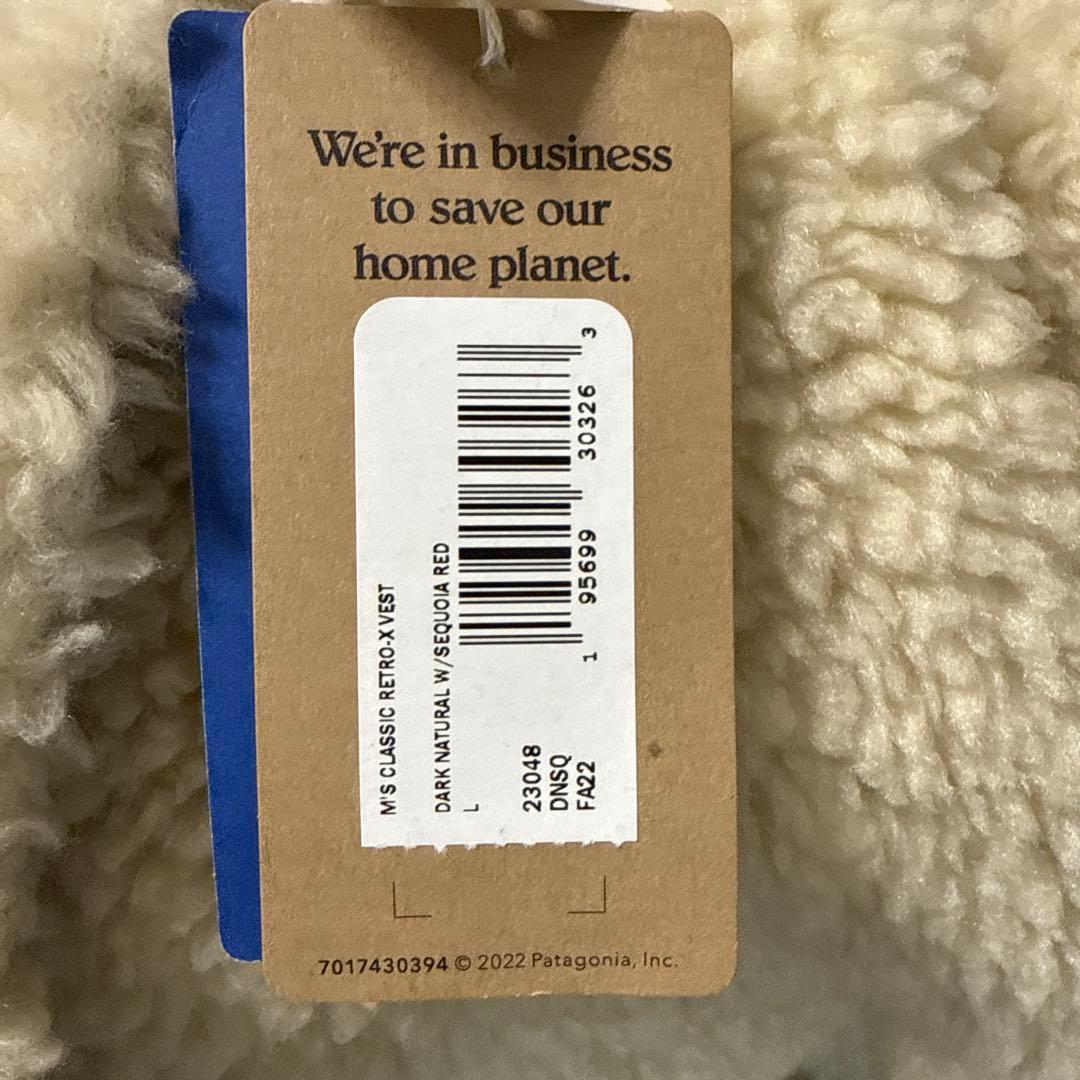 We're in business
to save our
home planet.
M'S CLASSIC RETRO-X VEST
DARK NATURAL W/SEQUOIA RED
L
23048
DNSQ
FA22
1 95699 30326 3
7017430394 © 2022 Patagonia, Inc.